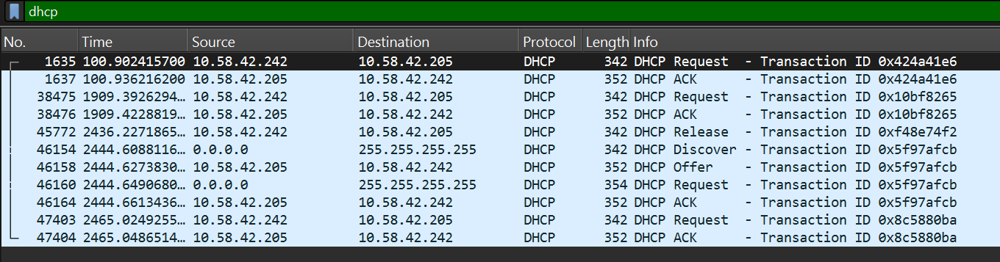 dhcp
No. Time Source Destination Protocol Length Info
1635 100.902415700 10.58.42.242 10.58.42.205 DHCP 342 DHCP Request - Transaction ID 0x424a41e6
1637 100.936216200 10.58.42.205 10.58.42.242 DHCP 352 DHCP ACK - Transaction ID 0x424a41e6
38475 1909.3926294… 10.58.42.242 10.58.42.205 DHCP 342 DHCP Request - Transaction ID 0x10bf8265
38476 1909.4228819… 10.58.42.205 10.58.42.242 DHCP 352 DHCP ACK - Transaction ID 0x10bf8265
45772 2436.2271865… 10.58.42.242 10.58.42.205 DHCP 342 DHCP Release - Transaction ID 0xf48e74f2
46154 2444.6088116… 0.0.0.0 255.255.255.255 DHCP 342 DHCP Discover - Transaction ID 0x5f97afcb
46158 2444.6273830… 10.58.42.205 10.58.42.242 DHCP 352 DHCP Offer - Transaction ID 0x5f97afcb
46160 2444.6490680… 0.0.0.0 255.255.255.255 DHCP 354 DHCP Request - Transaction ID 0x5f97afcb
46164 2444.6613436… 10.58.42.205 10.58.42.242 DHCP 352 DHCP ACK - Transaction ID 0x5f97afcb
47403 2465.0249255… 10.58.42.242 10.58.42.205 DHCP 342 DHCP Request - Transaction ID 0x8c5880ba
47404 2465.0486514… 10.58.42.205 10.58.42.242 DHCP 352 DHCP ACK - Transaction ID 0x8c5880ba